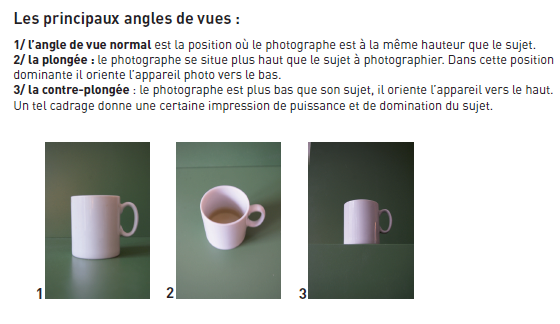 Les principaux angles de vues :
1/ l'angle de vue normal est la position où le photographe est à la même hauteur que le sujet.
2/ la plongée : le photographe se situe plus haut que le sujet à photographier. Dans cette position
dominante il oriente l'appareil photo vers le bas.
3/ la contre-plongée : le photographe est plus bas que son sujet, il oriente l'appareil vers le haut.
Un tel cadrage donne une certaine impression de puissance et de domination du sujet.
1 2 3